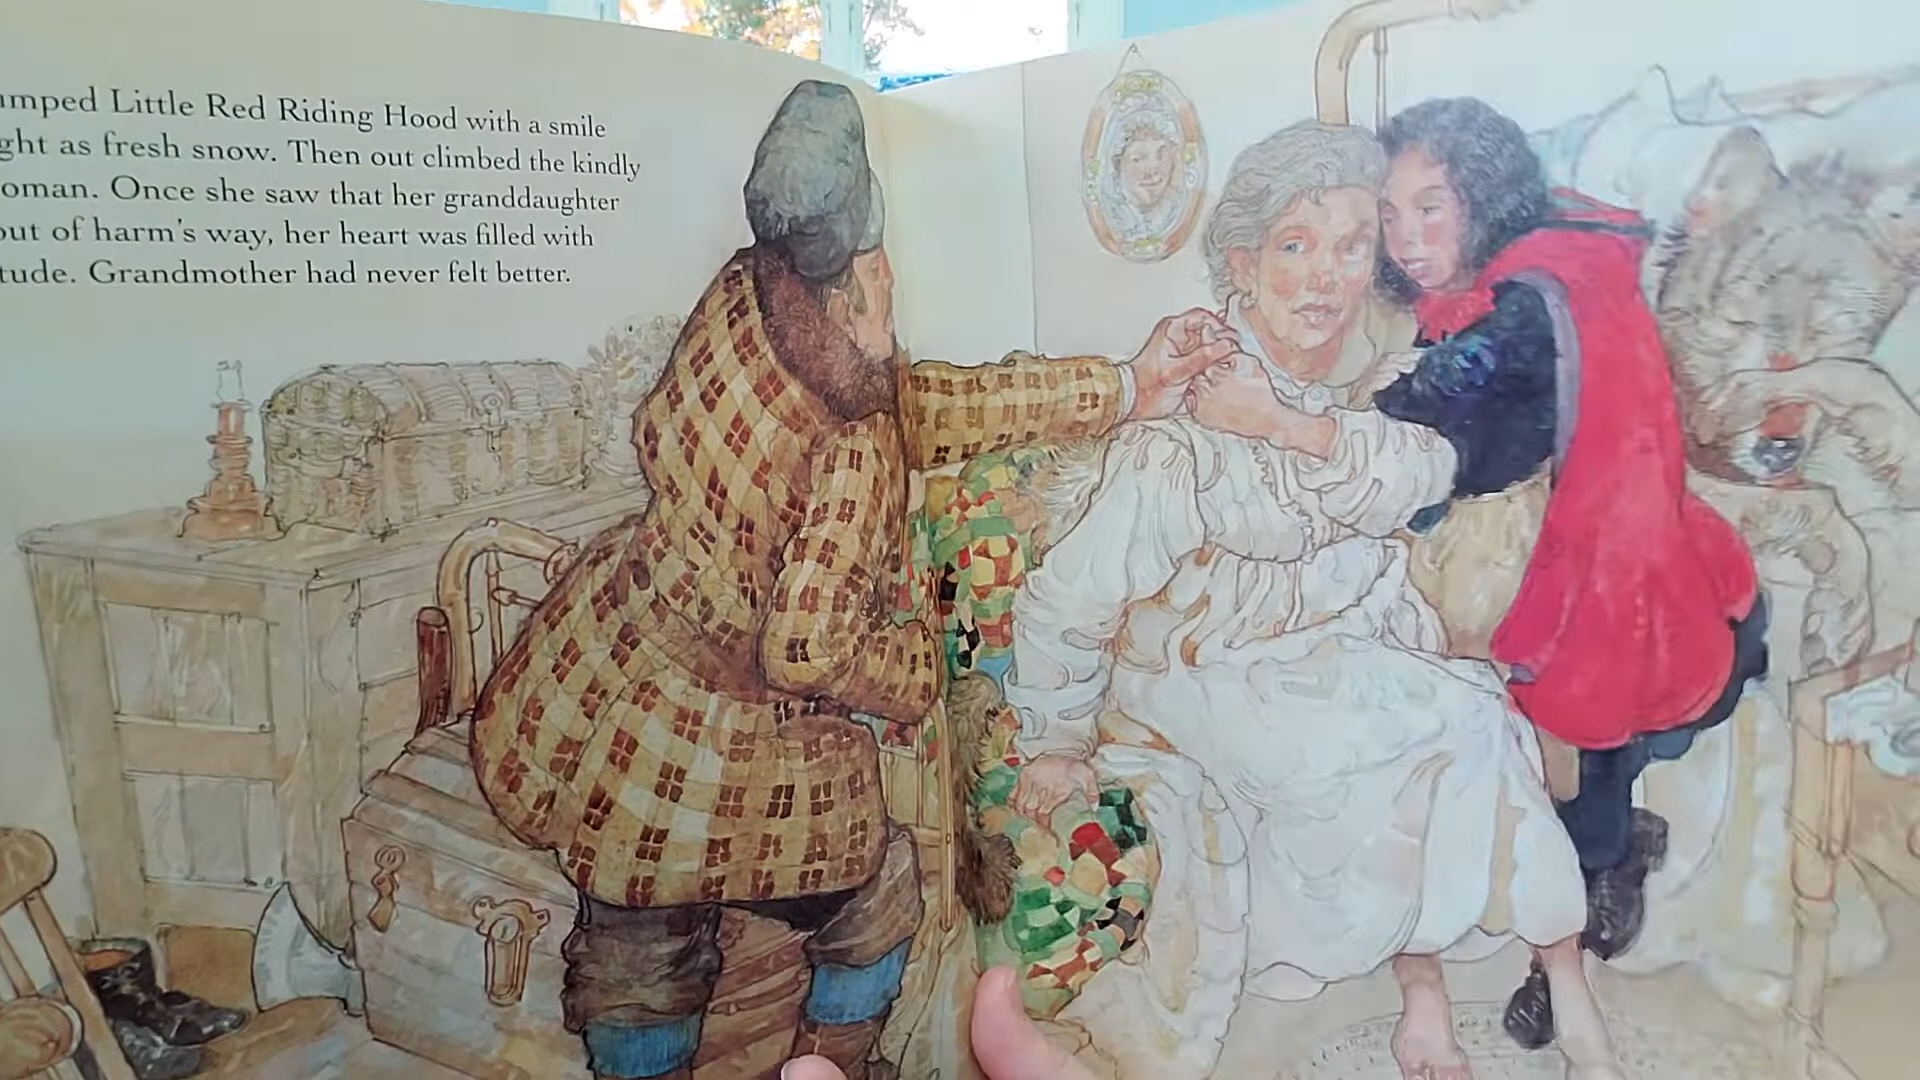 umped Little Red Riding Hood with a smile
ght as fresh snow. Then out climbed the kindly
oman. Once she saw that her granddaughter
out of harm's way, her heart was filled with
tude. Grandmother had never felt better.